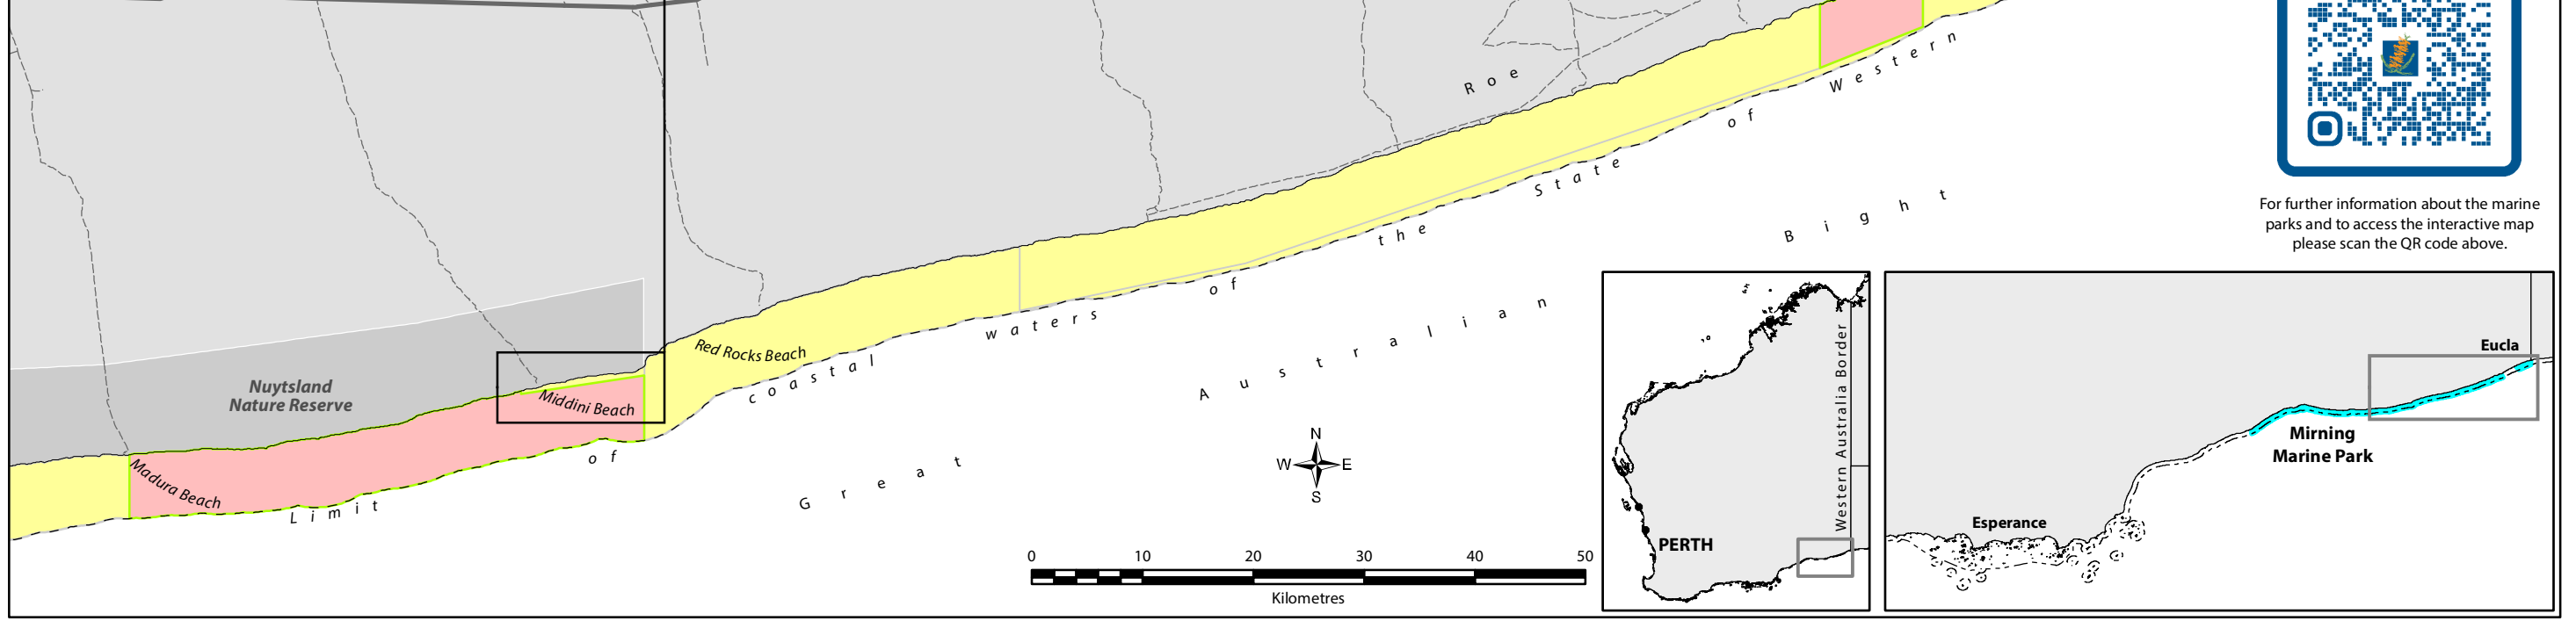 Roe
Limit of coastal waters of the State of Western
Great Australian Bight
Red Rocks Beach
Nuytsland
Nature Reserve
Middini Beach
Madura Beach
N
W E
S
0 10 20 30 40 50
Kilometres
For further information about the marine
parks and to access the interactive map
please scan the QR code above.
Western Australia Border
PERTH
Eucla
Mirning
Marine Park
Esperance